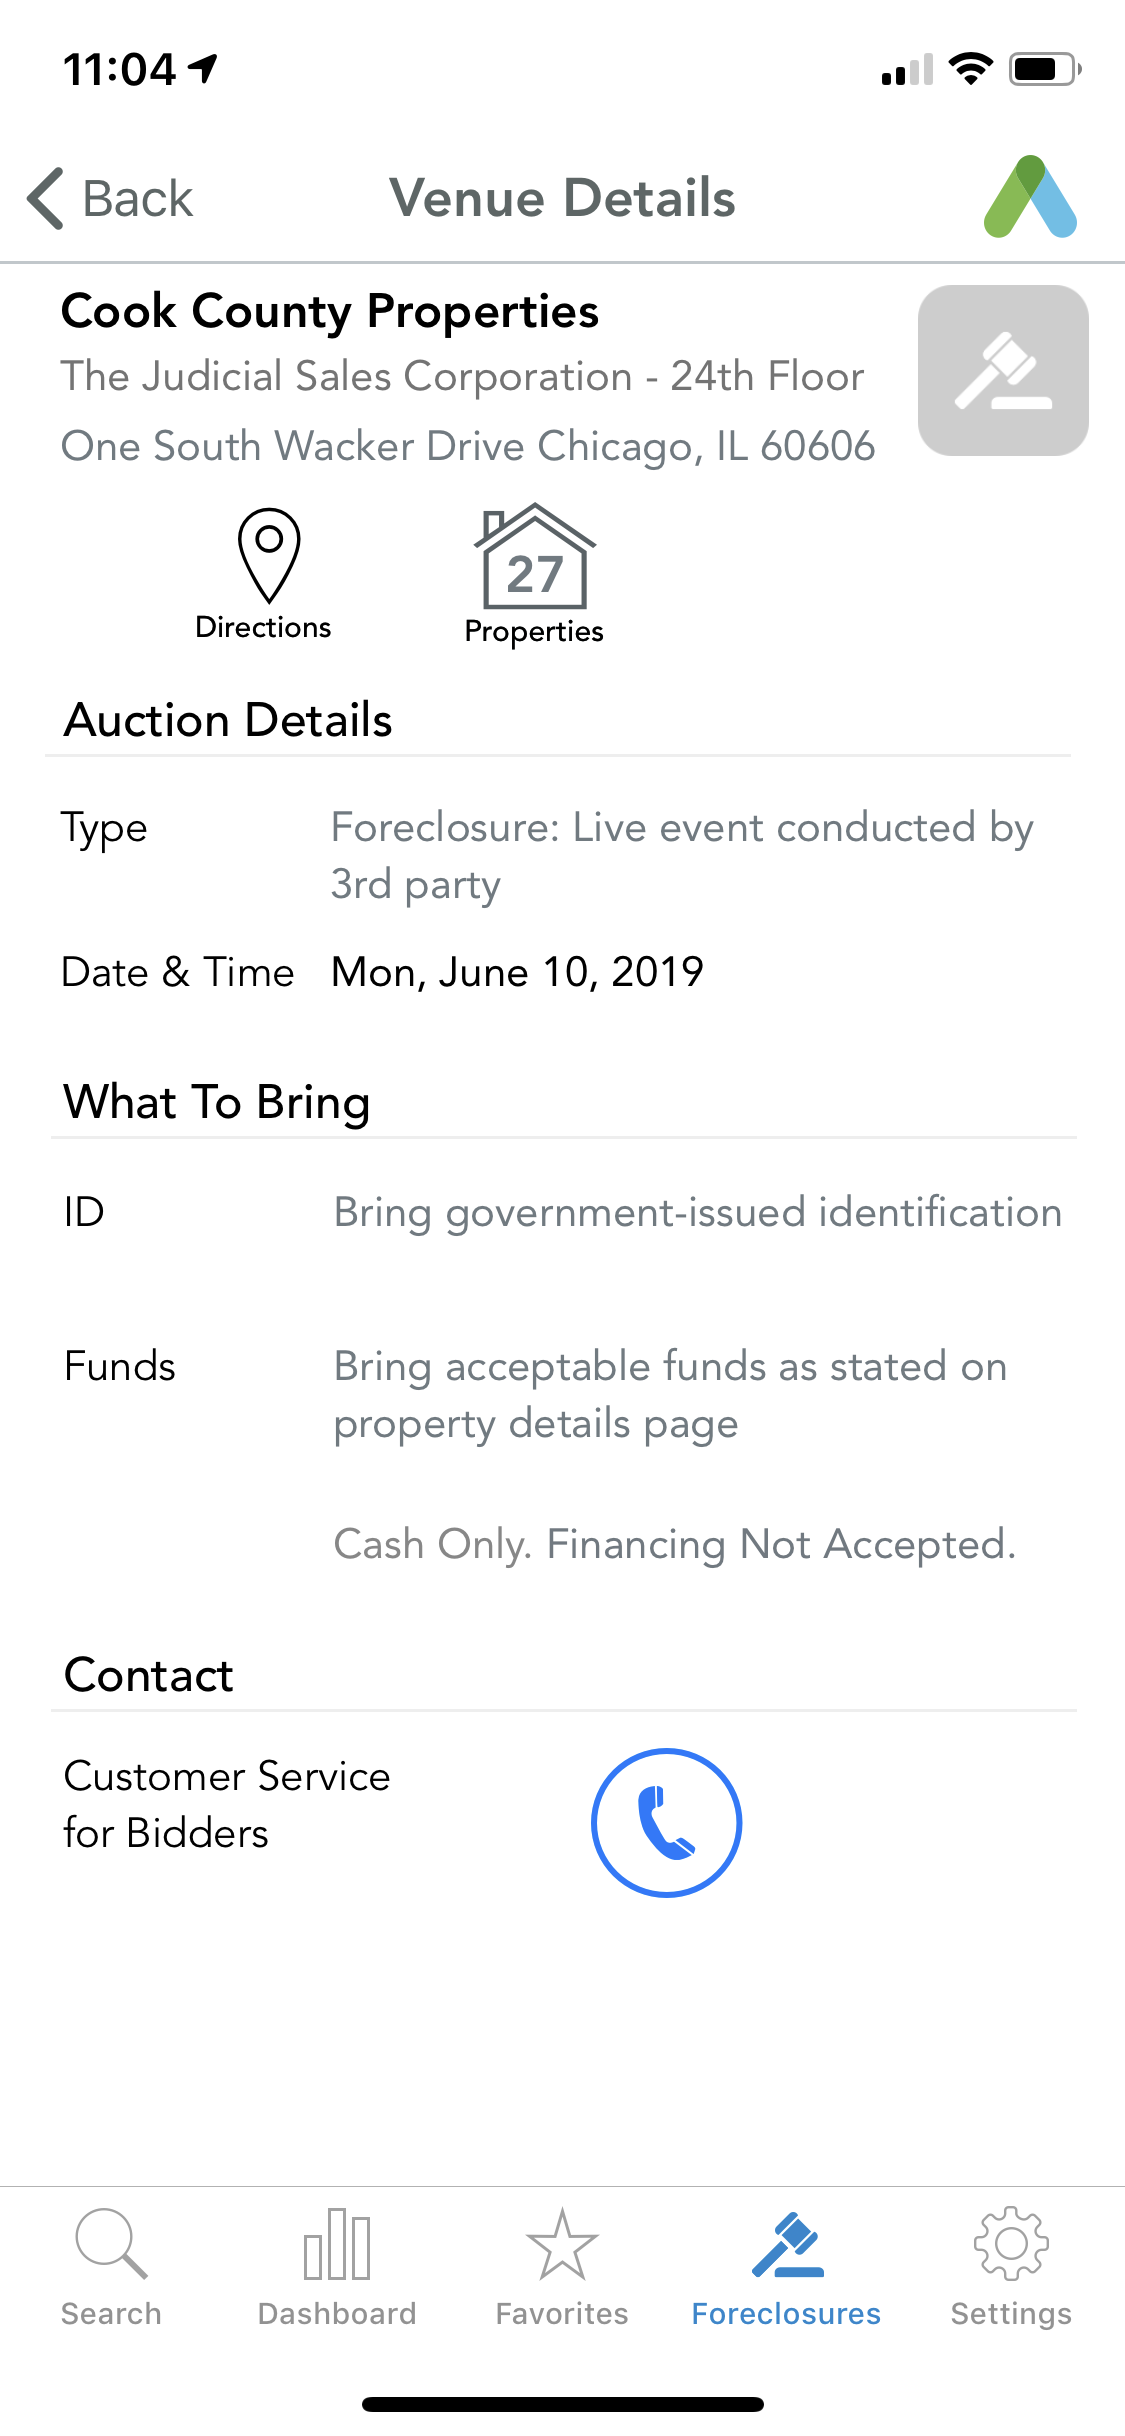 11:04
Back
Venue Details
Cook County Properties
The Judicial Sales Corporation - 24th Floor
One South Wacker Drive Chicago, IL 60606
27
Directions
Properties
Auction Details
Type
Foreclosure: Live event conducted by
3rd party
Date & Time
Mon, June 10, 2019
What To Bring
ID
Bring government-issued identification
Funds
Bring acceptable funds as stated on
property details page
Cash Only. Financing Not Accepted.
Contact
Customer Service
for Bidders
Search
Dashboard
Favorites
Foreclosures
Settings